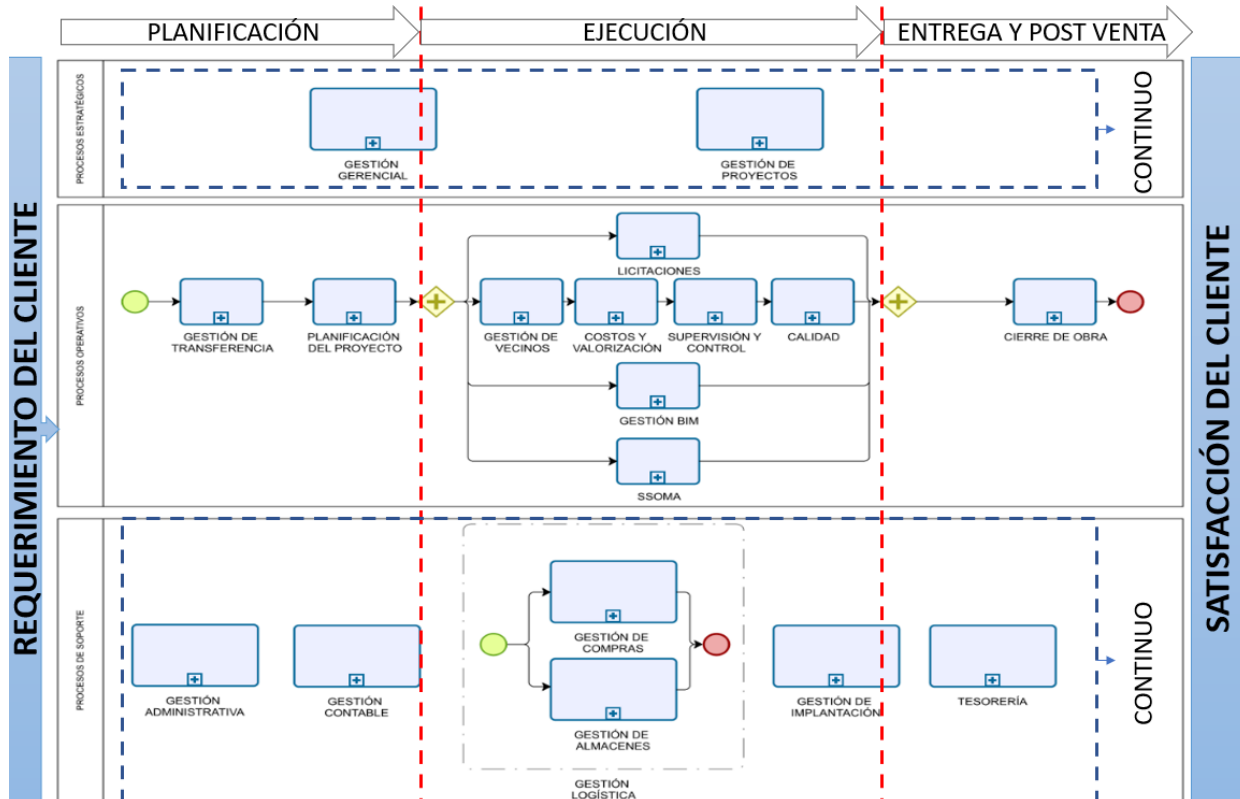 PLANIFICACIÓN
EJECUCIÓN
ENTREGA Y POST VENTA
REQUERIMIENTO DEL CLIENTE
PROCESOS ESTRATÉGICOS
GESTIÓN
GERENCIAL
GESTIÓN DE
PROYECTOS
CONTINUO
PROCESOS OPERATIVOS
GESTIÓN DE
TRANSFERENCIA
PLANIFICACIÓN
DEL PROYECTO
LICITACIONES
GESTIÓN DE
VECINOS
COSTOS Y
VALORIZACIÓN
SUPERVISIÓN Y
CONTROL
CALIDAD
GESTIÓN BIM
SSOMA
CIERRE DE OBRA
PROCESOS DE SOPORTE
GESTIÓN
ADMINISTRATIVA
GESTIÓN
CONTABLE
GESTIÓN DE
COMPRAS
GESTIÓN DE
ALMACENES
GESTIÓN
LOGÍSTICA
GESTIÓN DE
IMPLANTACIÓN
TESORERÍA
CONTINUO
SATISFACCIÓN DEL CLIENTE